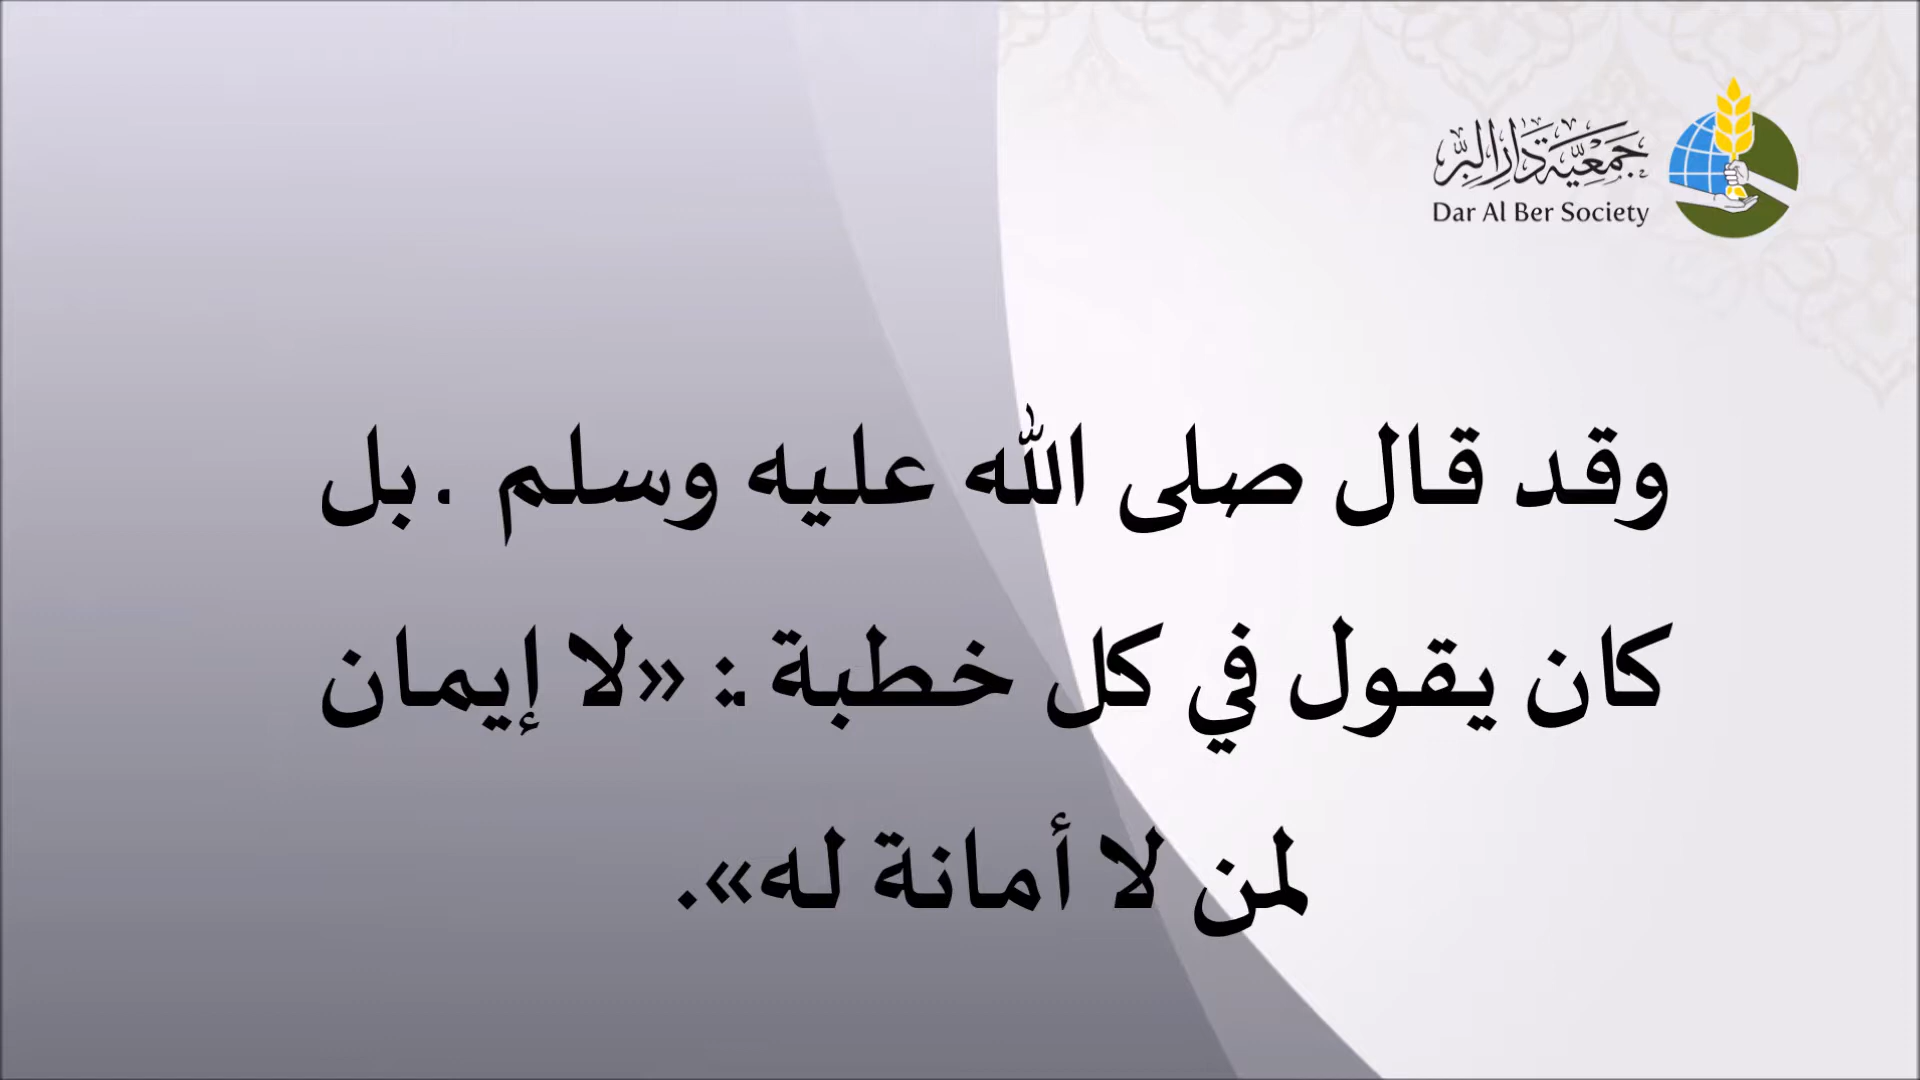 جمعية دار البر
Dar Al Ber Society
وقد قال صلى الله عليه وسلم .بل
كان يقول في كل خطبة : «لا إيمان
لمن لا أمانة له».